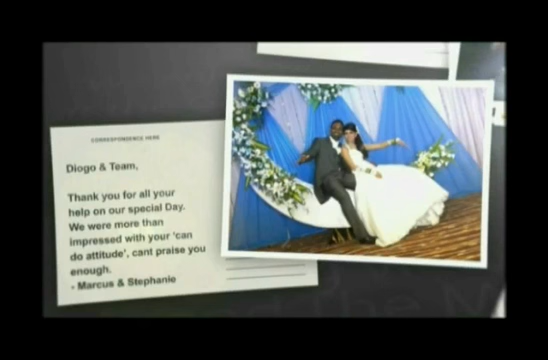 CORRESPONDENCE HERE
Diogo & Team,
Thank you for all your
help on our special Day.
We were more than
impressed with your 'can
do attitude', cant praise you
enough.
- Marcus & Stephanie